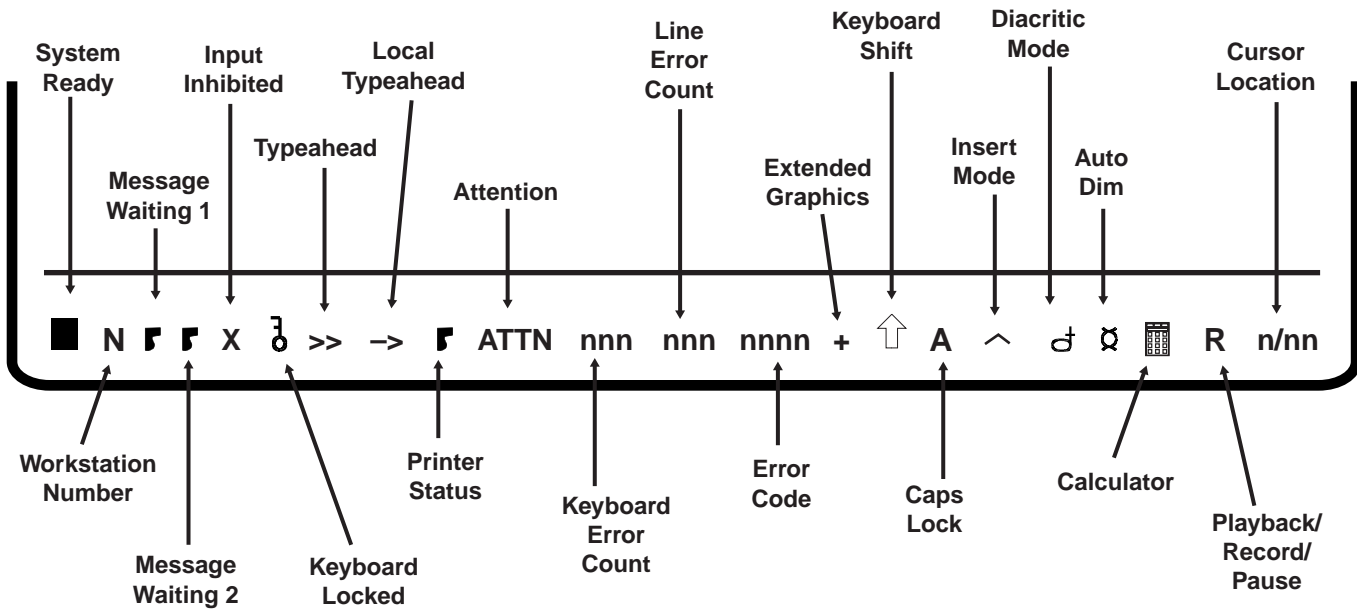 System
Ready
Input
Inhibited
Local
Typeahead
Line
Error
Count
Keyboard
Shift
Diacritic
Mode
Cursor
Location
Message
Waiting 1
Typeahead
Attention
Extended
Graphics
Insert
Mode
Auto
Dim
N X >> –> ATTN nnn nnn nnnn + A ^ R n/nn
Workstation
Number
Message
Waiting 2
Keyboard
Locked
Printer
Status
Keyboard
Error
Count
Error
Code
Caps
Lock
Calculator
Playback/
Record/
Pause